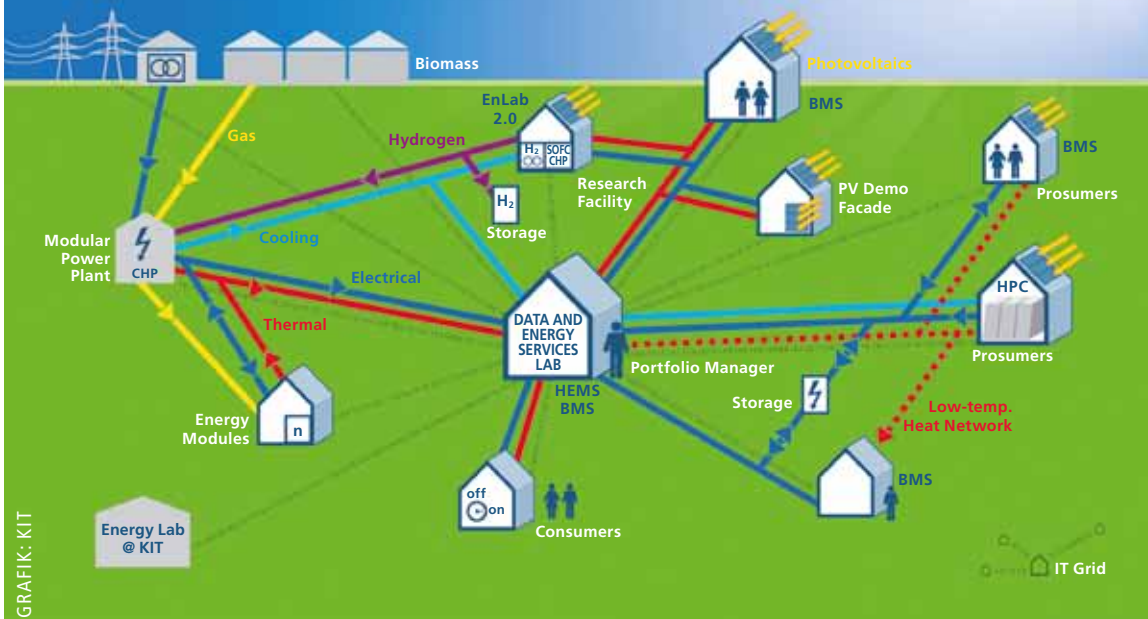 Biomass
Photovoltaics
BMS
EnLab
2.0
Gas
Hydrogen
H₂
SOFC
CHP
BMS
Research
Facility
PV Demo
Facade
Prosumers
H₂
Storage
Modular
Power
Plant
CHP
Cooling
Electrical
Thermal
HPC
DATA AND
ENERGY
SERVICES
LAB
Prosumers
Portfolio Manager
HEMS
BMS
Storage
Low-temp.
Heat Network
Energy
Modules
n
BMS
off
on
Consumers
Energy Lab
@ KIT
IT Grid
GRAFIK: KIT